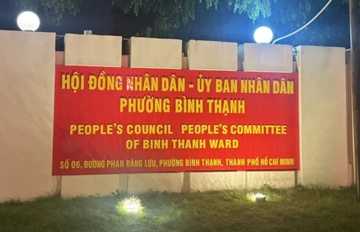 HỘI ĐỒNG NHÂN DÂN - ỦY BAN NHÂN DÂN
PHƯỜNG BÌNH THẠNH
PEOPLE'S COUNCIL PEOPLE'S COMMITTEE
OF BINH THANH WARD
SỐ 06, ĐƯỜNG PHAN ĐĂNG LƯU, PHƯỜNG BÌNH THẠNH, THÀNH PHỐ HỒ CHÍ MINH